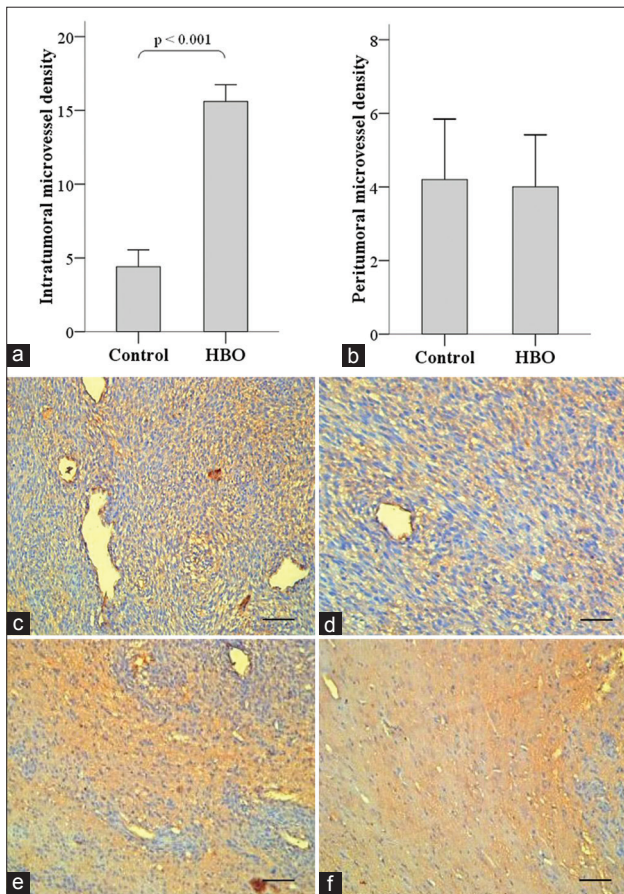 20
15
10
5
0
Intratumoral microvessel density
p < 0.001
Control
HBO
a
8
6
4
2
0
Peritumoral microvessel density
Control
HBO
b
c
d
e
f